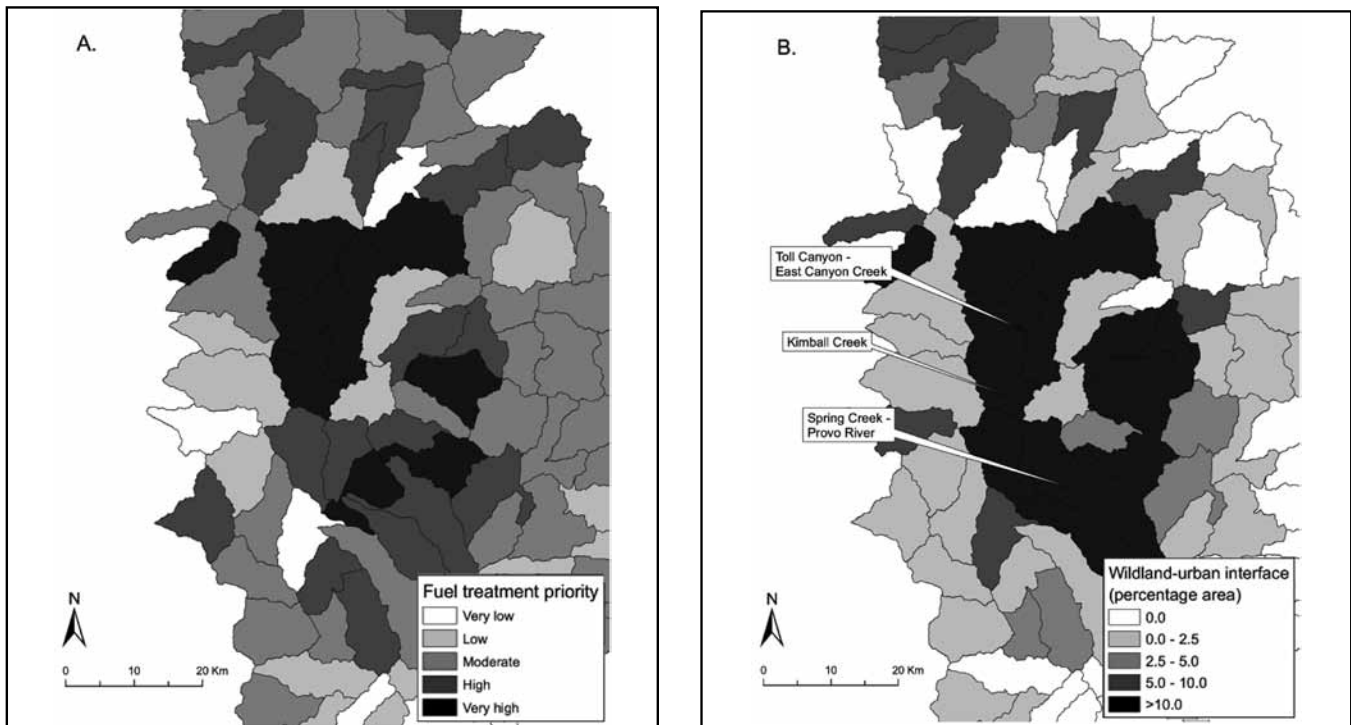 A.
N
0 10 20 Km
Fuel treatment priority
Very low
Low
Moderate
High
Very high
B.
Toll Canyon -
East Canyon Creek
Kimball Creek
Spring Creek -
Provo River
N
0 10 20 Km
Wildland-urban interface
(percentage area)
0.0
0.0 - 2.5
2.5 - 5.0
5.0 - 10.0
>10.0